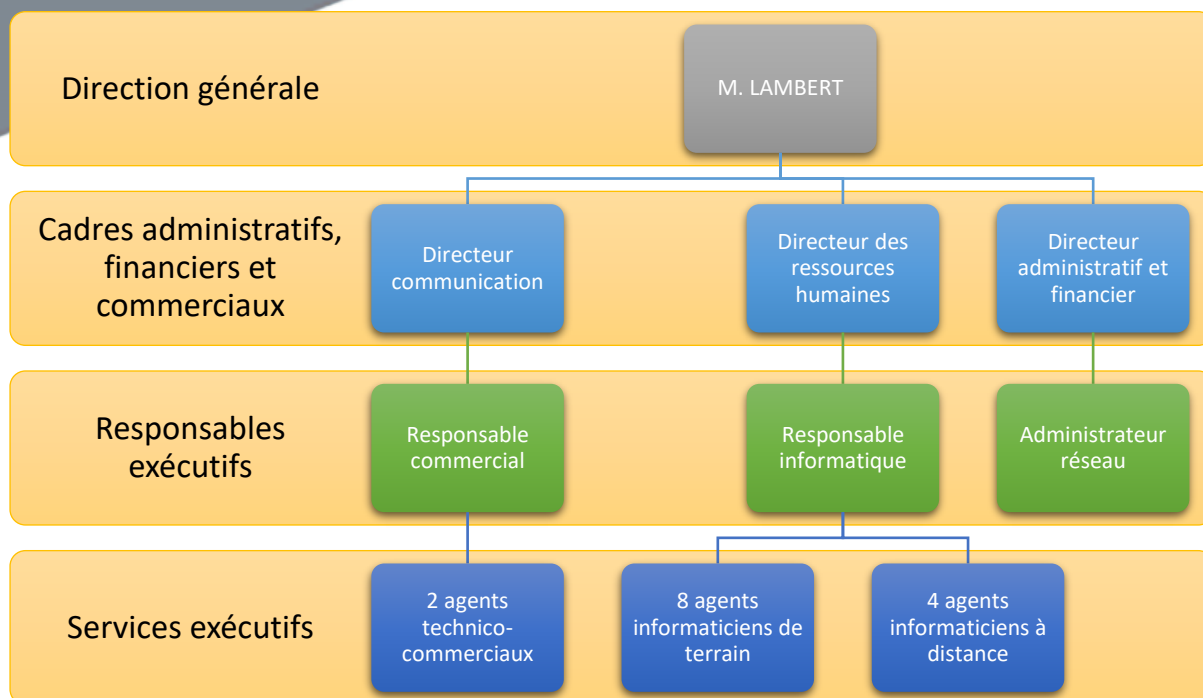 Direction générale
M. LAMBERT
Cadres administratifs,
financiers et
commerciaux
Directeur
communication
Directeur des
ressources
humaines
Directeur
administratif et
financier
Responsables
exécutifs
Responsable
commercial
Responsable
informatique
Administrateur
réseau
Services exécutifs
2 agents
technico-
commerciaux
8 agents
informaticiens de
terrain
4 agents
informaticiens à
distance